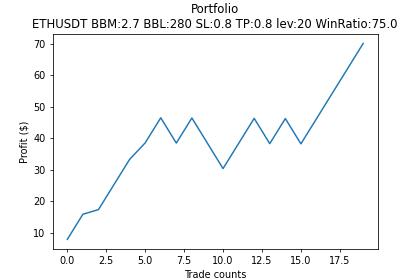 Portfolio
ETHUSDT BBM:2.7 BBL:280 SL:0.8 TP:0.8 lev:20 WinRatio:75.0
70
60
50
40
30
20
10
Profit ($)
0.0 2.5 5.0 7.5 10.0 12.5 15.0 17.5
Trade counts